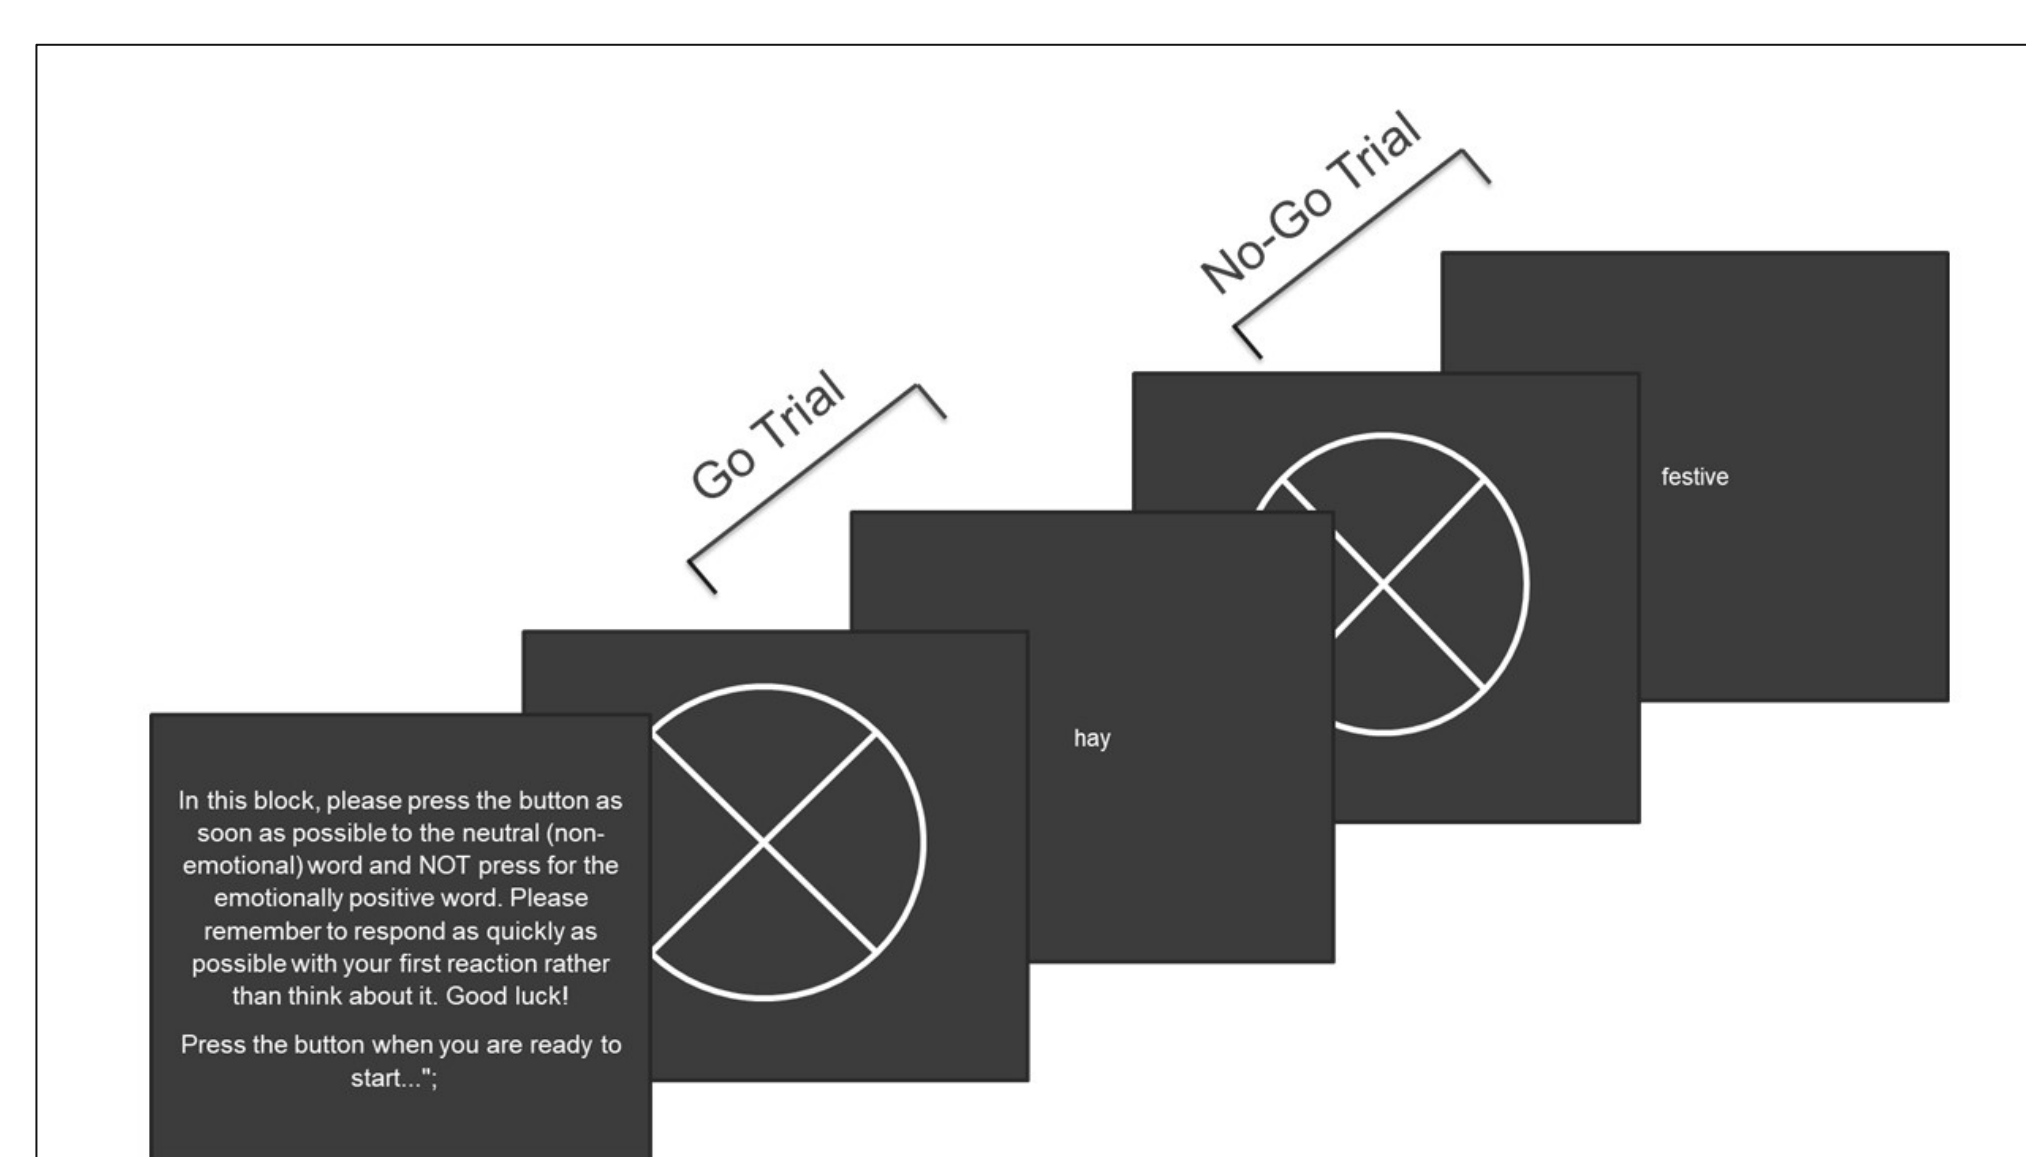 No-Go Trial
Go Trial
festive
hay
In this block, please press the button as
soon as possible to the neutral (non-
emotional) word and NOT press for the
emotionally positive word. Please
remember to respond as quickly as
possible with your first reaction rather
than think about it. Good luck!
Press the button when you are ready to
start...";